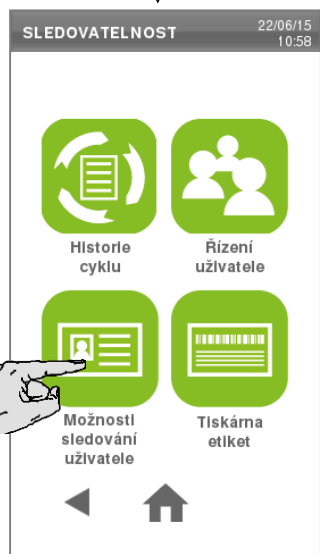 SLEDOVATELNOST
22/06/15
10:58
Historie
cyklu
Řízení
uživatele
Možnosti
sledování
uživatele
Tiskárna
etiket